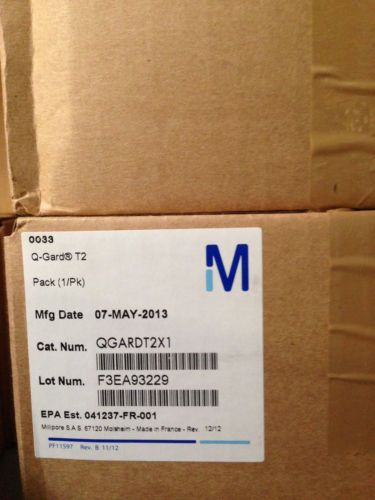 0033
Q-Gard® T2
Pack (1/Pk)
M
Mfg Date 07-MAY-2013
Cat. Num. QGARDT2X1
Lot Num. F3EA93229
EPA Est. 041237-FR-001
Millipore S.A.S. 67120 Molsheim - Made in France - Rev. 12/12
PF11597 Rev. B 11/12